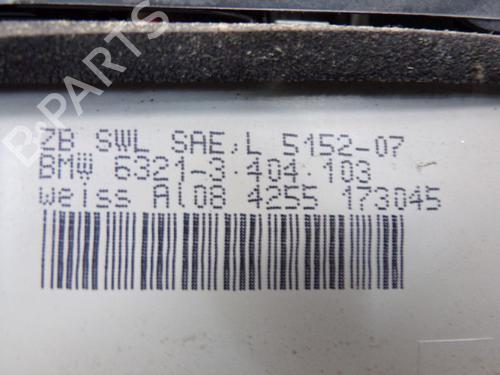 ZB SWL SAE,L 5152-07
BMW 6321-3.404.103
weiss Al08 4255 173045
B-PARTS